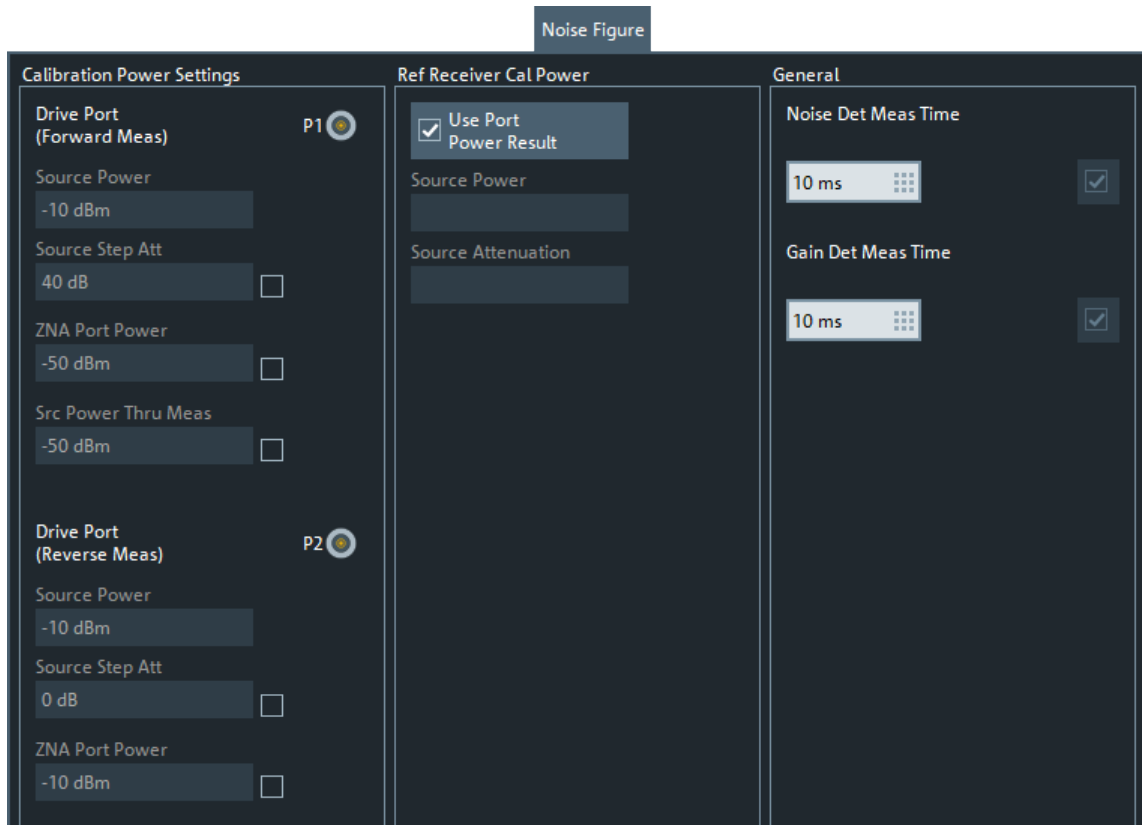 Noise Figure
Calibration Power Settings
Drive Port
(Forward Meas)
P1
Source Power
-10 dBm
Source Step Att
40 dB
ZNA Port Power
-50 dBm
Src Power Thru Meas
-50 dBm
Drive Port
(Reverse Meas)
P2
Source Power
-10 dBm
Source Step Att
0 dB
ZNA Port Power
-10 dBm
Ref Receiver Cal Power
Use Port
Power Result
Source Power
Source Attenuation
General
Noise Det Meas Time
10 ms
Gain Det Meas Time
10 ms